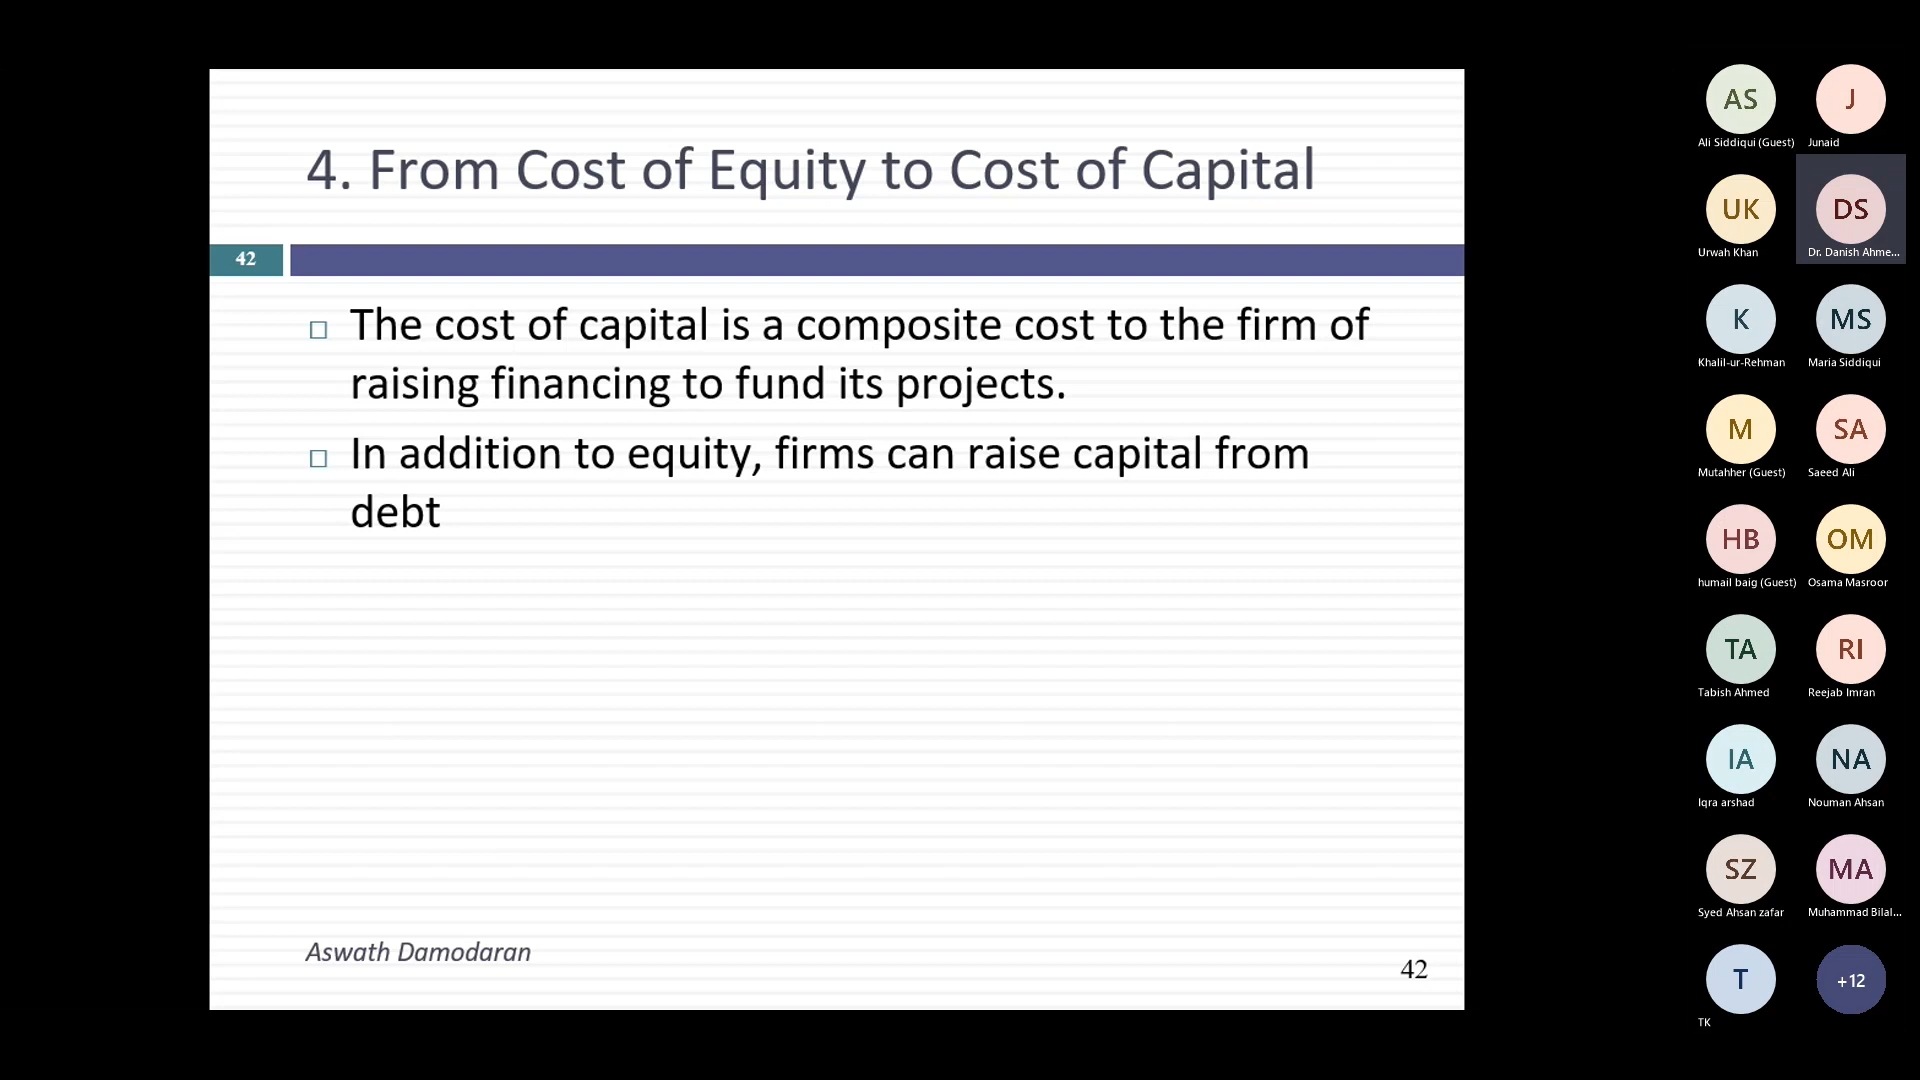 4. From Cost of Equity to Cost of Capital
42
□ The cost of capital is a composite cost to the firm of
raising financing to fund its projects.
□ In addition to equity, firms can raise capital from
debt
Aswath Damodaran
42
AS
J
Ali Siddiqui (Guest)
Junaid
UK
DS
Urwah Khan
Dr. Danish Ahme...
K
MS
Khalil-ur-Rehman
Maria Siddiqui
M
SA
Mutahher (Guest)
Saeed Ali
HB
OM
humail baig (Guest)
Osama Masroor
TA
RI
Tabish Ahmed
Reejab Imran
IA
NA
Iqra arshad
Nouman Ahsan
SZ
MA
Syed Ahsan zafar
Muhammad Bilal...
T
+12
TK